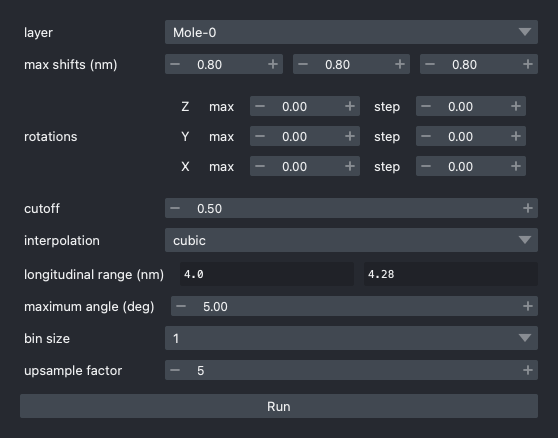 layer Mole-0
max shifts (nm) − 0.80 + − 0.80 + − 0.80 +
Z max − 0.00 + step − 0.00 +
rotations Y max − 0.00 + step − 0.00 +
X max − 0.00 + step − 0.00 +
cutoff − 0.50 +
interpolation cubic
longitudinal range (nm) 4.0 4.28
maximum angle (deg) − 5.00 +
bin size 1
upsample factor − 5 +
Run